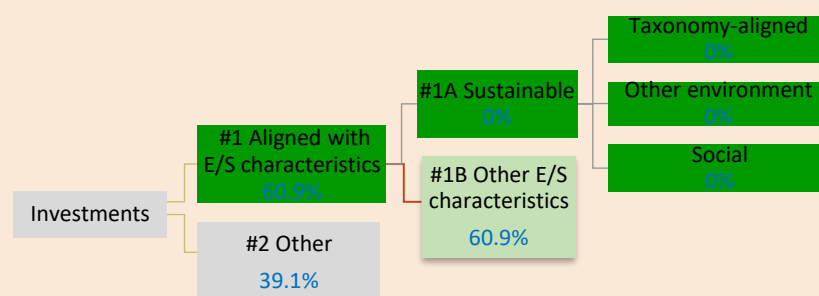 Investments
#1 Aligned with
E/S characteristics
60.9%
#2 Other
39.1%
#1A Sustainable
0%
#1B Other E/S
characteristics
60.9%
Taxonomy-aligned
0%
Other environment
0%
Social
0%